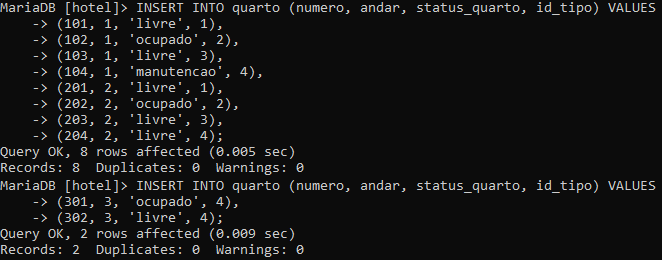 MariaDB [hotel]> INSERT INTO quarto (numero, andar, status_quarto, id_tipo) VALUES
    -> (101, 1, 'livre', 1),
    -> (102, 1, 'ocupado', 2),
    -> (103, 1, 'livre', 3),
    -> (104, 1, 'manutencao', 4),
    -> (201, 2, 'livre', 1),
    -> (202, 2, 'ocupado', 2),
    -> (203, 2, 'livre', 3),
    -> (204, 2, 'livre', 4);
Query OK, 8 rows affected (0.005 sec)
Records: 8  Duplicates: 0  Warnings: 0
MariaDB [hotel]> INSERT INTO quarto (numero, andar, status_quarto, id_tipo) VALUES
    -> (301, 3, 'ocupado', 4),
    -> (302, 3, 'livre', 4);
Query OK, 2 rows affected (0.009 sec)
Records: 2  Duplicates: 0  Warnings: 0